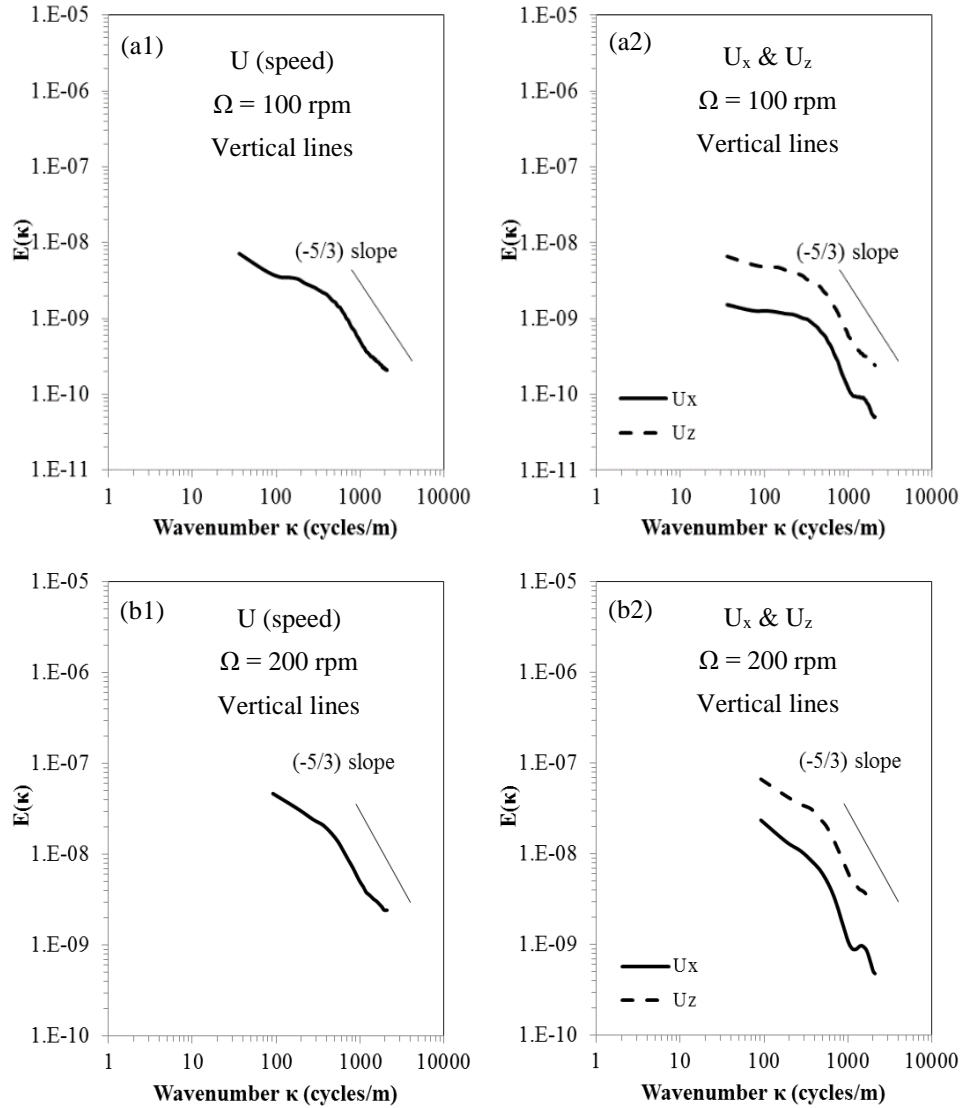 (a1)
U (speed)
Ω = 100 rpm
Vertical lines
(-5/3) slope
1.E-05
1.E-06
1.E-07
1.E-08
1.E-09
1.E-10
1.E-11
E(κ)
1 10 100 1000 10000
Wavenumber κ (cycles/m)
(a2)
Uₓ & U_z
Ω = 100 rpm
Vertical lines
(-5/3) slope
Ux
Uz
1.E-05
1.E-06
1.E-07
1.E-08
1.E-09
1.E-10
1.E-11
E(κ)
1 10 100 1000 10000
Wavenumber κ (cycles/m)
(b1)
U (speed)
Ω = 200 rpm
Vertical lines
(-5/3) slope
1.E-05
1.E-06
1.E-07
1.E-08
1.E-09
1.E-10
E(κ)
1 10 100 1000 10000
Wavenumber κ (cycles/m)
(b2)
Uₓ & U_z
Ω = 200 rpm
Vertical lines
(-5/3) slope
Ux
Uz
1.E-05
1.E-06
1.E-07
1.E-08
1.E-09
1.E-10
E(κ)
1 10 100 1000 10000
Wavenumber κ (cycles/m)